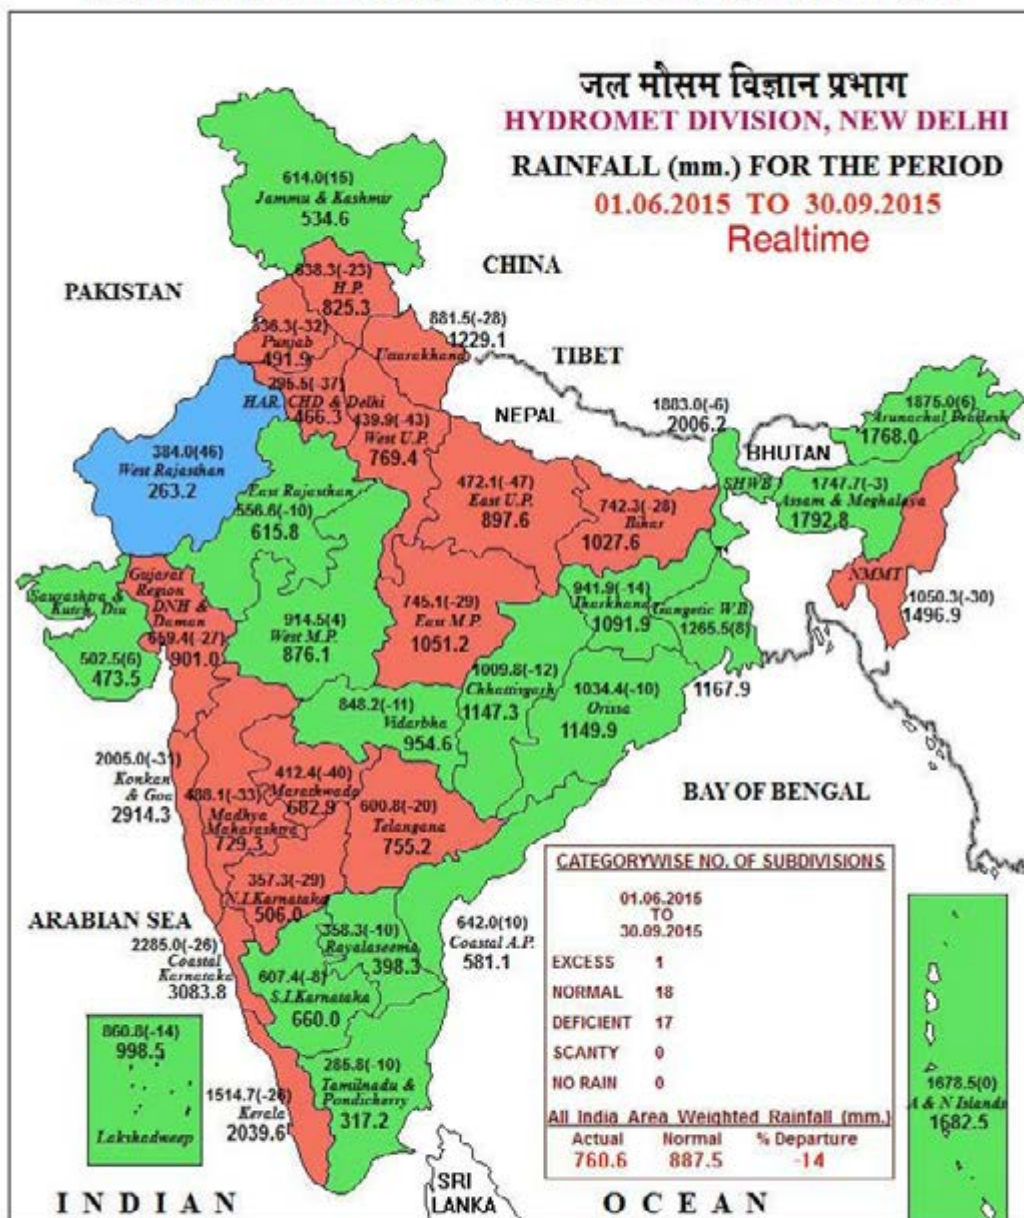 जल मौसम विज्ञान प्रभाग
HYDROMET DIVISION, NEW DELHI
RAINFALL (mm.) FOR THE PERIOD
01.06.2015 TO 30.09.2015
Realtime
614.0(15)
Jammu & Kashmir
534.6
CHINA
PAKISTAN
638.3(-23)
H.P.
825.3
336.3(-32)
Punjab
491.9
881.5(-28)
1229.1
Uttarakhand
TIBET
295.5(-37)
HAR. CHD & Delhi
466.3
439.9(-43)
West U.P.
769.4
NEPAL
1883.0(-6)
2006.2
SHWB
BHUTAN
1875.0(6)
Arunachal Pradesh
1768.0
384.0(46)
West Rajasthan
263.2
East Rajasthan
556.6(-10)
615.8
472.1(-47)
East U.P.
897.6
742.3(-28)
Bihar
1027.6
1747.7(-3)
Assam & Meghalaya
1792.8
NMMT
1050.3(-30)
1496.9
Gujarat
Region
DNH &
Daman
659.4(-27)
901.0
Saurashtra &
Kutch, Diu
502.5(6)
473.5
914.5(4)
West M.P.
876.1
745.1(-29)
East M.P.
1051.2
941.9(-14)
Jharkhand
1091.9
Gangetic W.B
1265.5(8)
1167.9
1009.8(-12)
Chhattisgarh
1147.3
1034.4(-10)
Orissa
1149.9
848.2(-11)
Vidarbha
954.6
2005.0(-31)
Konkan
& Goa
2914.3
488.1(-33)
Madhya
Maharashtra
729.3
412.4(-40)
Marathwada
682.9
600.8(-20)
Telangana
755.2
BAY OF BENGAL
357.3(-29)
N.I.Karnataka
506.0
ARABIAN SEA
2285.0(-26)
Coastal
Karnataka
3083.8
358.3(-10)
Rayalaseema
398.3
642.0(10)
Coastal A.P.
581.1
607.4(-8)
S.I.Karnataka
660.0
860.8(-14)
998.5
Lakshadweep
1514.7(-26)
Kerala
2039.6
285.8(-10)
Tamilnadu &
Pondicherry
317.2
CATEGORYWISE NO. OF SUBDIVISIONS
01.06.2015
TO
30.09.2015
EXCESS 1
NORMAL 18
DEFICIENT 17
SCANTY 0
NO RAIN 0
All India Area Weighted Rainfall (mm.)
Actual Normal % Departure
760.6 887.5 -14
1678.5(0)
A & N Islands
1682.5
SRI
LANKA
INDIAN OCEAN